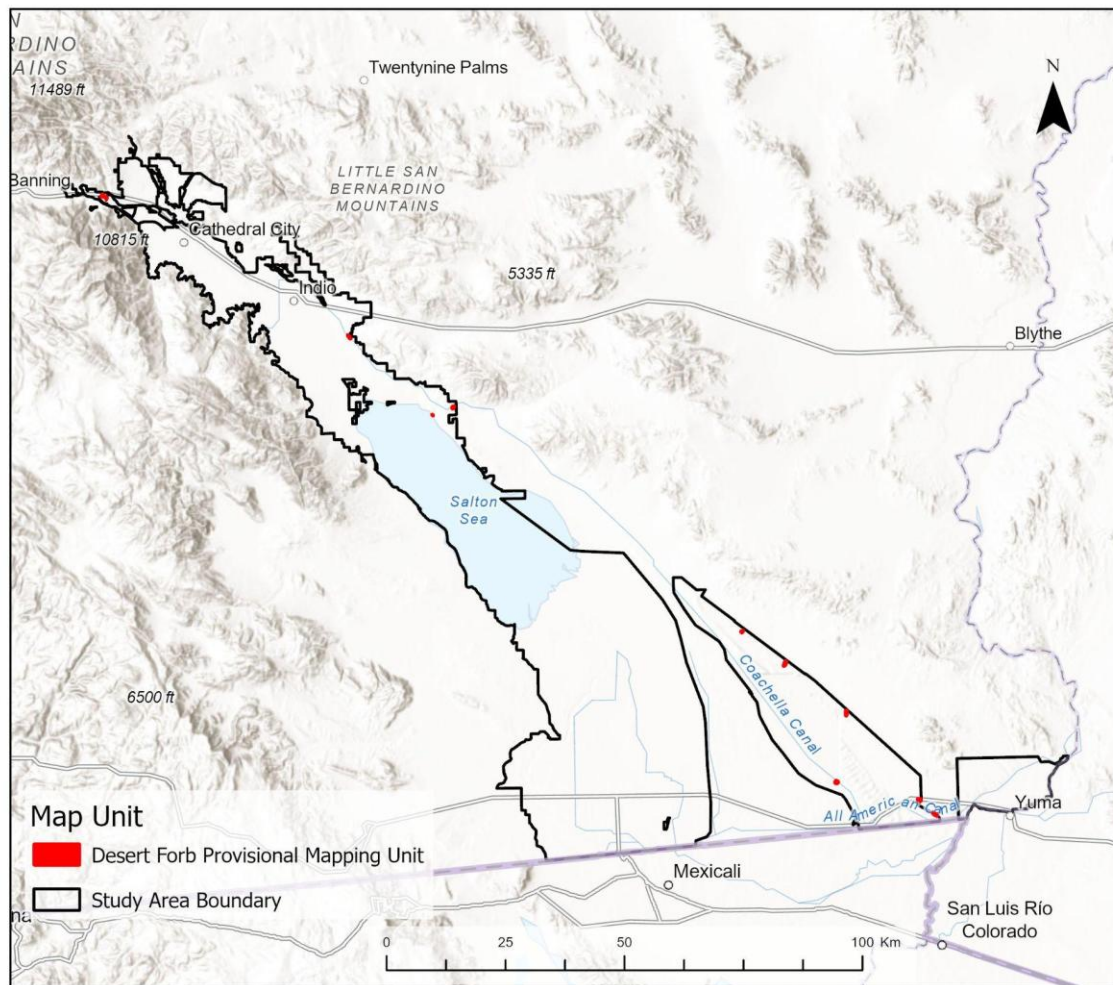 N
RDINO
AINS
11489 ft
Twentynine Palms
N
LITTLE SAN
BERNARDINO
MOUNTAINS
Banning
10815 ft
Cathedral City
5335 ft
Indio
Blythe
Salton
Sea
6500 ft
Coachella Canal
All American Canal
Yuma
Map Unit
Desert Forb Provisional Mapping Unit
Study Area Boundary
Mexicali
na
San Luis Río
Colorado
0 25 50 100 Km